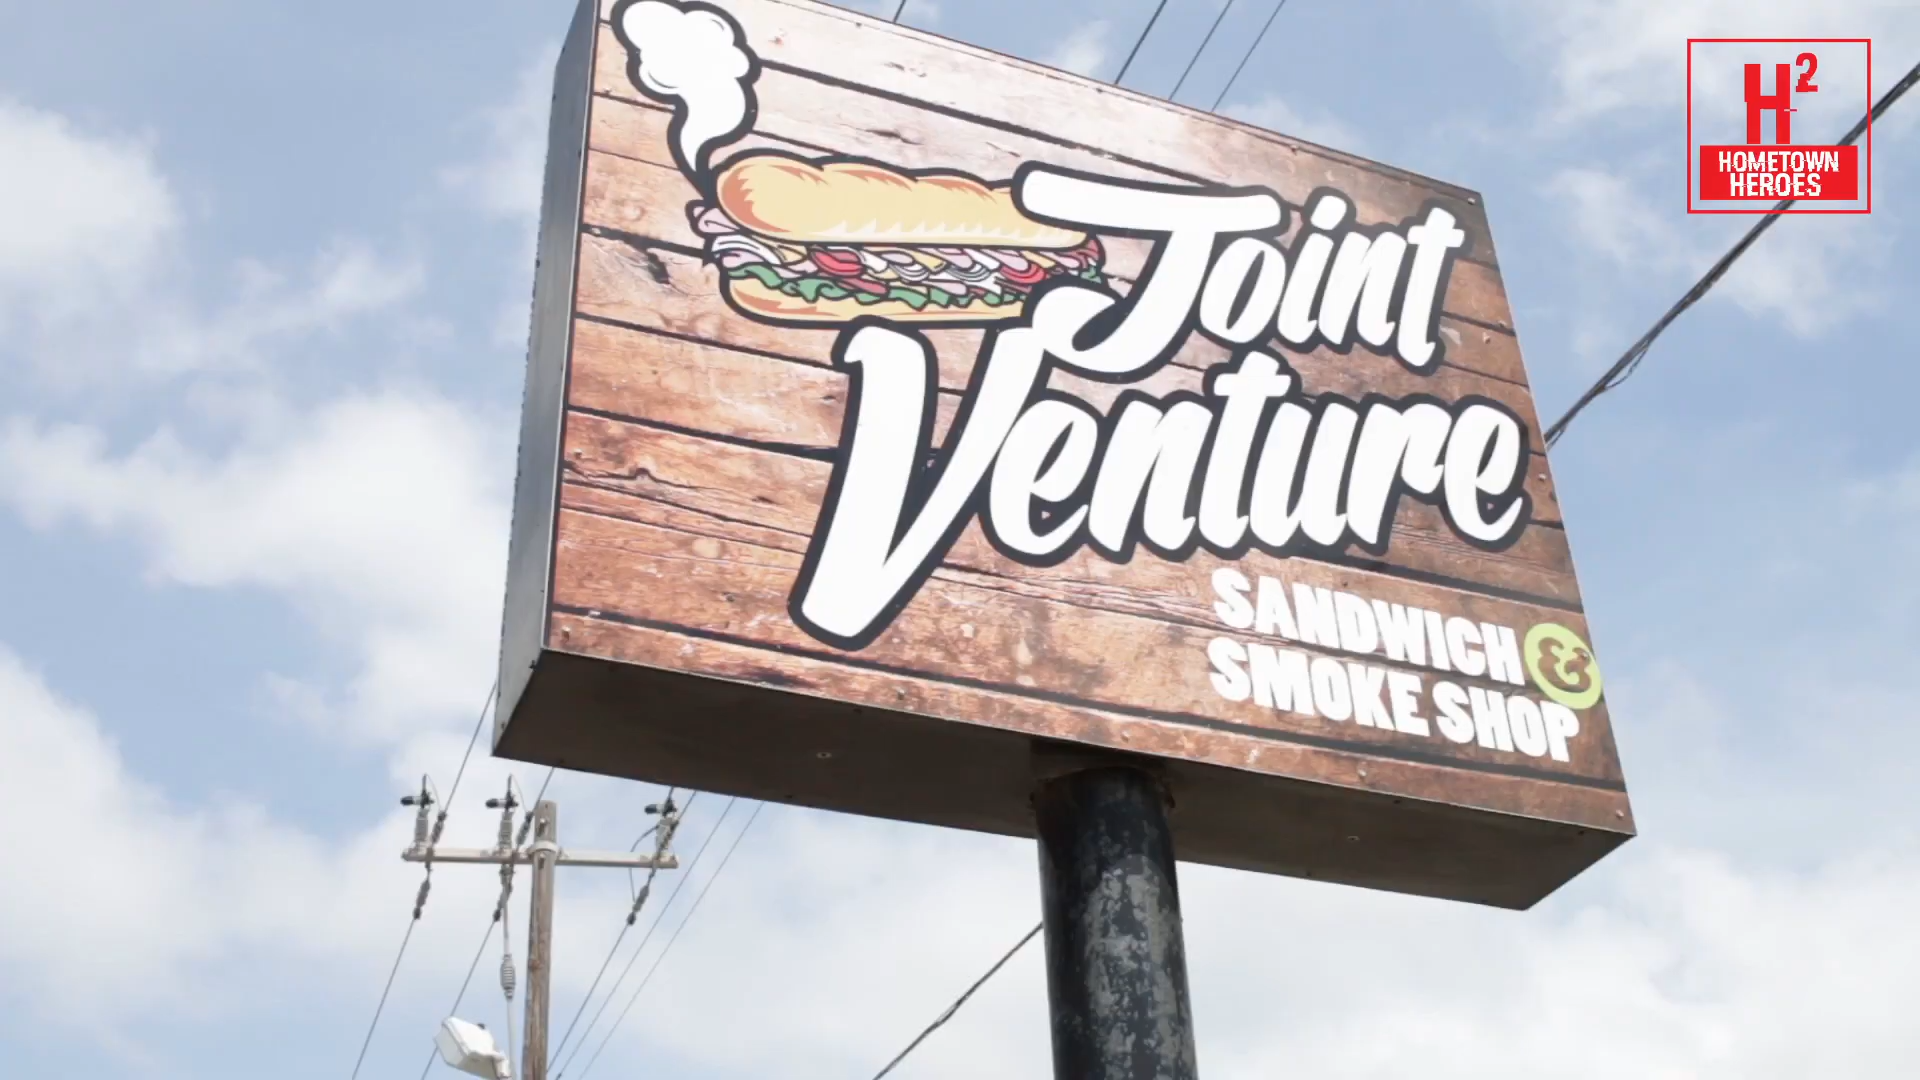 Joint
Venture
SANDWICH &
SMOKE SHOP
H²
HOMETOWN
HEROES